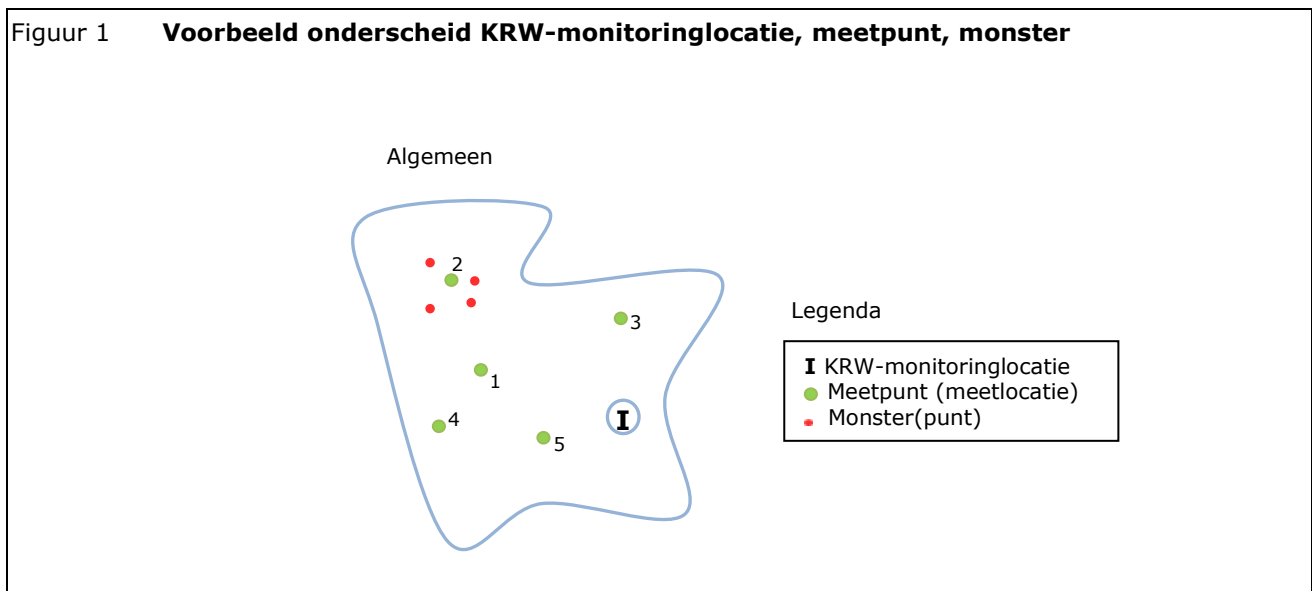 Figuur 1 Voorbeeld onderscheid KRW-monitoringlocatie, meetpunt, monster
Algemeen
2
3
1
4
5
I
Legenda
I KRW-monitoringlocatie
Meetpunt (meetlocatie)
Monster(punt)